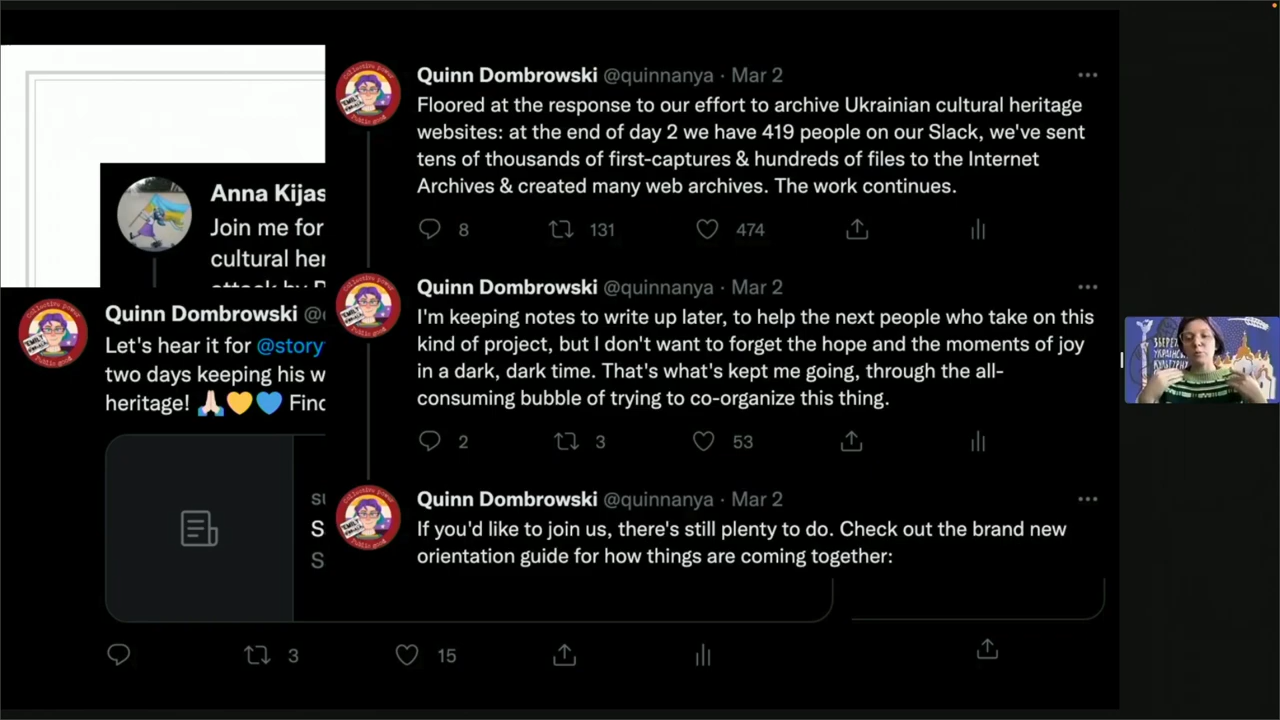 Quinn Dombrowski @quinnanya · Mar 2
Floored at the response to our effort to archive Ukrainian cultural heritage
websites: at the end of day 2 we have 419 people on our Slack, we've sent
tens of thousands of first-captures & hundreds of files to the Internet
Archives & created many web archives. The work continues.
8 131 474
Quinn Dombrowski @quinnanya · Mar 2
I'm keeping notes to write up later, to help the next people who take on this
kind of project, but I don't want to forget the hope and the moments of joy
in a dark, dark time. That's what's kept me going, through the all-
consuming bubble of trying to co-organize this thing.
2 3 53
Quinn Dombrowski @quinnanya · Mar 2
If you'd like to join us, there's still plenty to do. Check out the brand new
orientation guide for how things are coming together:
Anna Kijas
Join me for
cultural her
Quinn Dombrowski @
Let's hear it for @story
two days keeping his w
heritage! 🙏🏻💛💙 Find
su
S
S
3 15